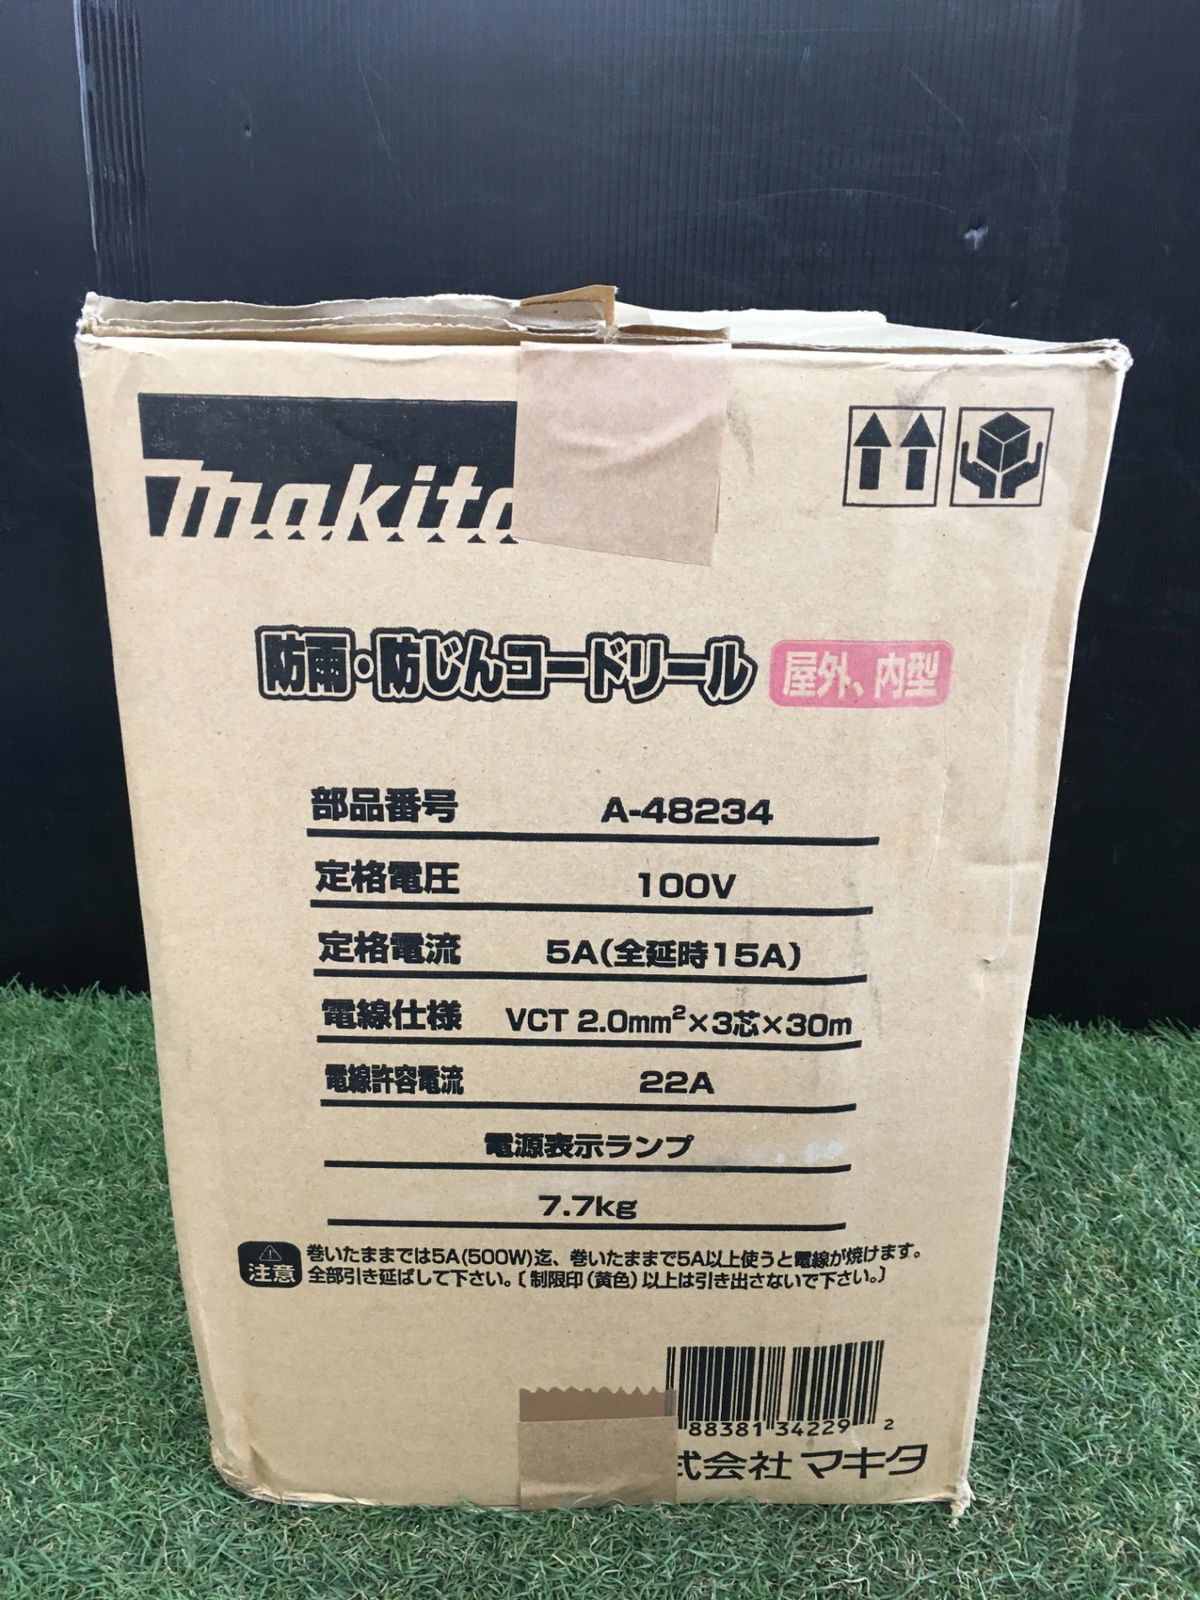 makita
防雨・防じんコードリール 屋外、内型
部品番号 A-48234
定格電圧 100V
定格電流 5A(全延時15A)
電線仕様 VCT 2.0mm²×3芯×30m
電線許容電流 22A
電源表示ランプ
7.7kg
注意 巻いたままでは5A(500W)迄、巻いたままで5A以上使うと電線が焼けます。
全部引き延ばして下さい。〔制限印(黄色)以上は引き出さないで下さい。〕
88381 34229 2
式会社 マキタ